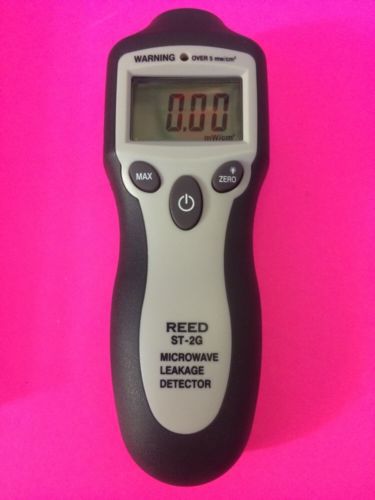 WARNING OVER 5 mw/cm²
0.00
mW/cm²
MAX
ZERO
REED
ST-2G
MICROWAVE
LEAKAGE
DETECTOR